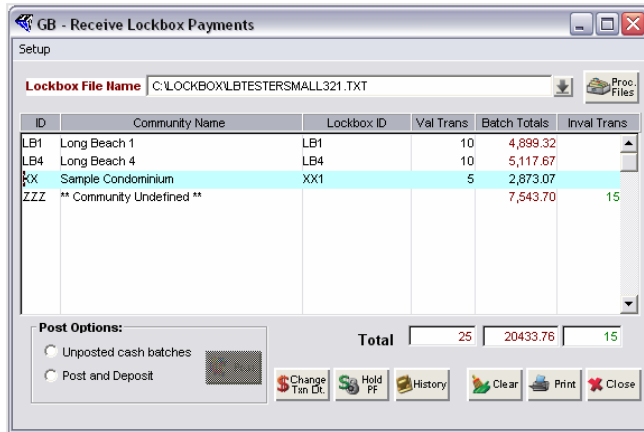 GB - Receive Lockbox Payments
Setup
Lockbox File Name C:\LOCKBOX\LBTESTERSMALL321.TXT Proc. Files
ID Community Name Lockbox ID Val Trans Batch Totals Inval Trans
LB1 Long Beach 1 LB1 10 4,899.32
LB4 Long Beach 4 LB4 10 5,117.67
XX Sample Condominium XX1 5 2,873.07
ZZZ ** Community Undefined ** 7,543.70 15
Post Options:
Total 25 20433.76 15
Unposted cash batches
Post
Post and Deposit
Change Txn Dt. Hold PF History Clear Print Close